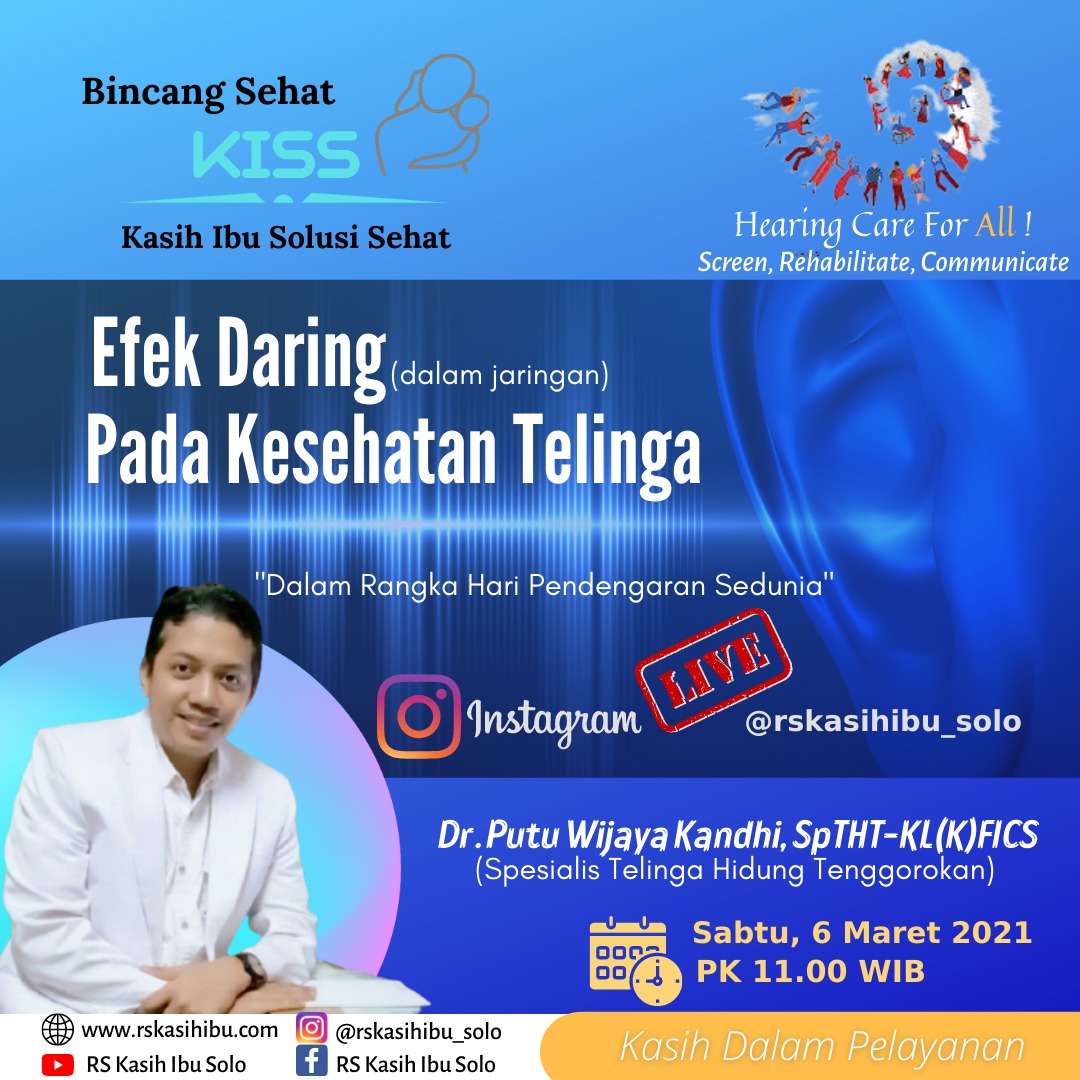 Bincang Sehat
KISS
Kasih Ibu Solusi Sehat
Hearing Care For All !
Screen, Rehabilitate, Communicate
Efek Daring (dalam jaringan)
Pada Kesehatan Telinga
"Dalam Rangka Hari Pendengaran Sedunia"
Instagram
LIVE
@rskasihibu_solo
Dr. Putu Wijaya Kandhi, SpTHT-KL(K)FICS
(Spesialis Telinga Hidung Tenggorokan)
Sabtu, 6 Maret 2021
PK 11.00 WIB
www.rskasihibu.com
@rskasihibu_solo
RS Kasih Ibu Solo
RS Kasih Ibu Solo
Kasih Dalam Pelayanan